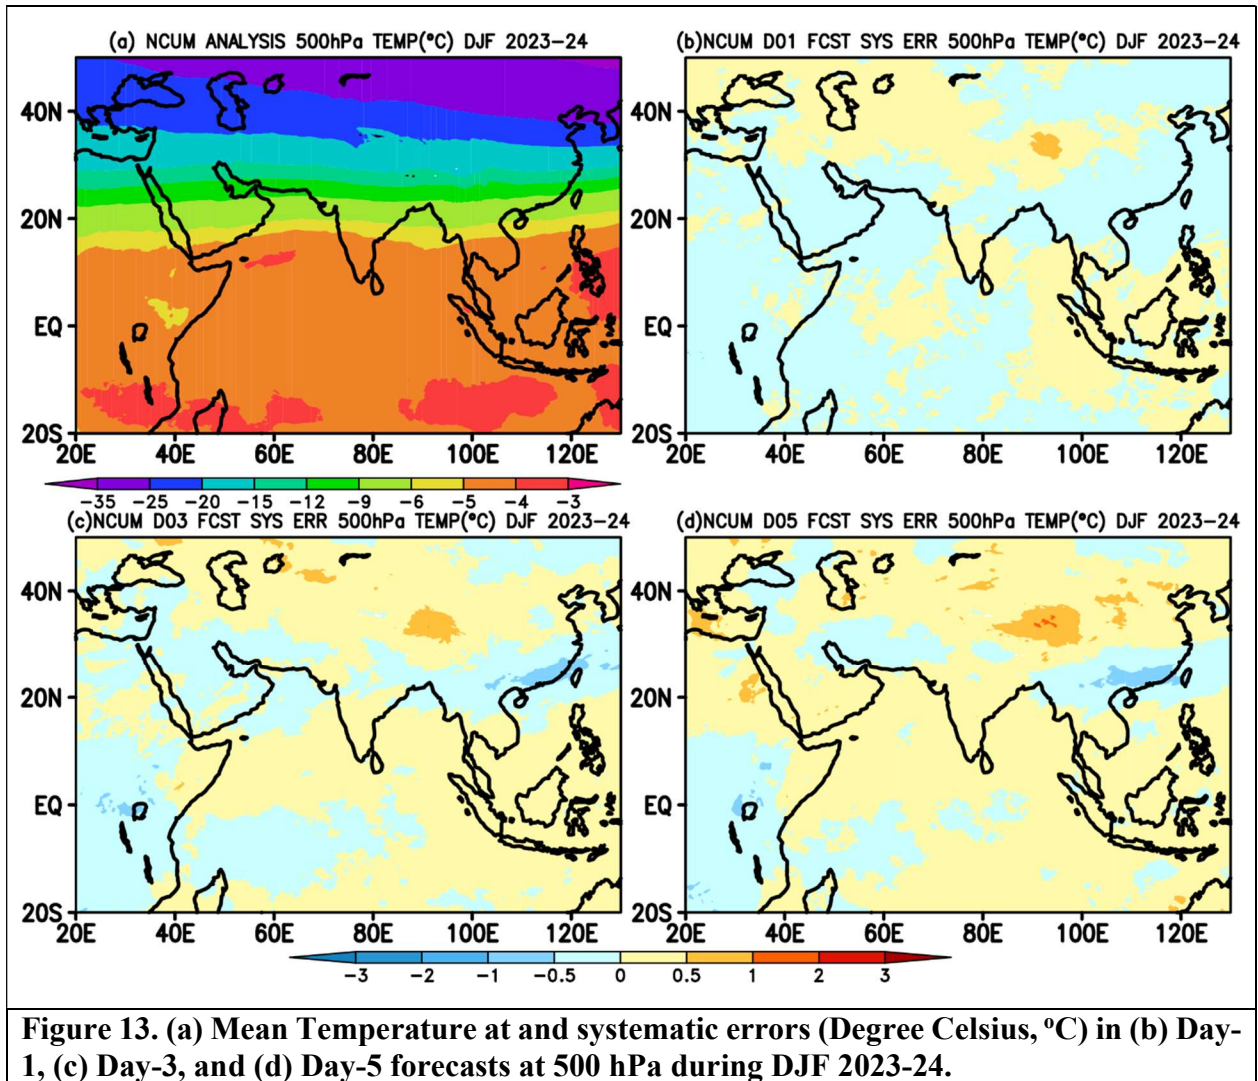 (a) NCUM ANALYSIS 500hPa TEMP(ºC) DJF 2023-24
40N
20N
EQ
20S
20E 40E 60E 80E 100E 120E
-35 -25 -20 -15 -12 -9 -6 -5 -4 -3
(b)NCUM D01 FCST SYS ERR 500hPa TEMP(ºC) DJF 2023-24
40N
20N
EQ
20S
20E 40E 60E 80E 100E 120E
(c)NCUM D03 FCST SYS ERR 500hPa TEMP(ºC) DJF 2023-24
40N
20N
EQ
20S
20E 40E 60E 80E 100E 120E
(d)NCUM D05 FCST SYS ERR 500hPa TEMP(ºC) DJF 2023-24
40N
20N
EQ
20S
20E 40E 60E 80E 100E 120E
-3 -2 -1 -0.5 0 0.5 1 2 3
Figure 13. (a) Mean Temperature at and systematic errors (Degree Celsius, ºC) in (b) Day-
1, (c) Day-3, and (d) Day-5 forecasts at 500 hPa during DJF 2023-24.